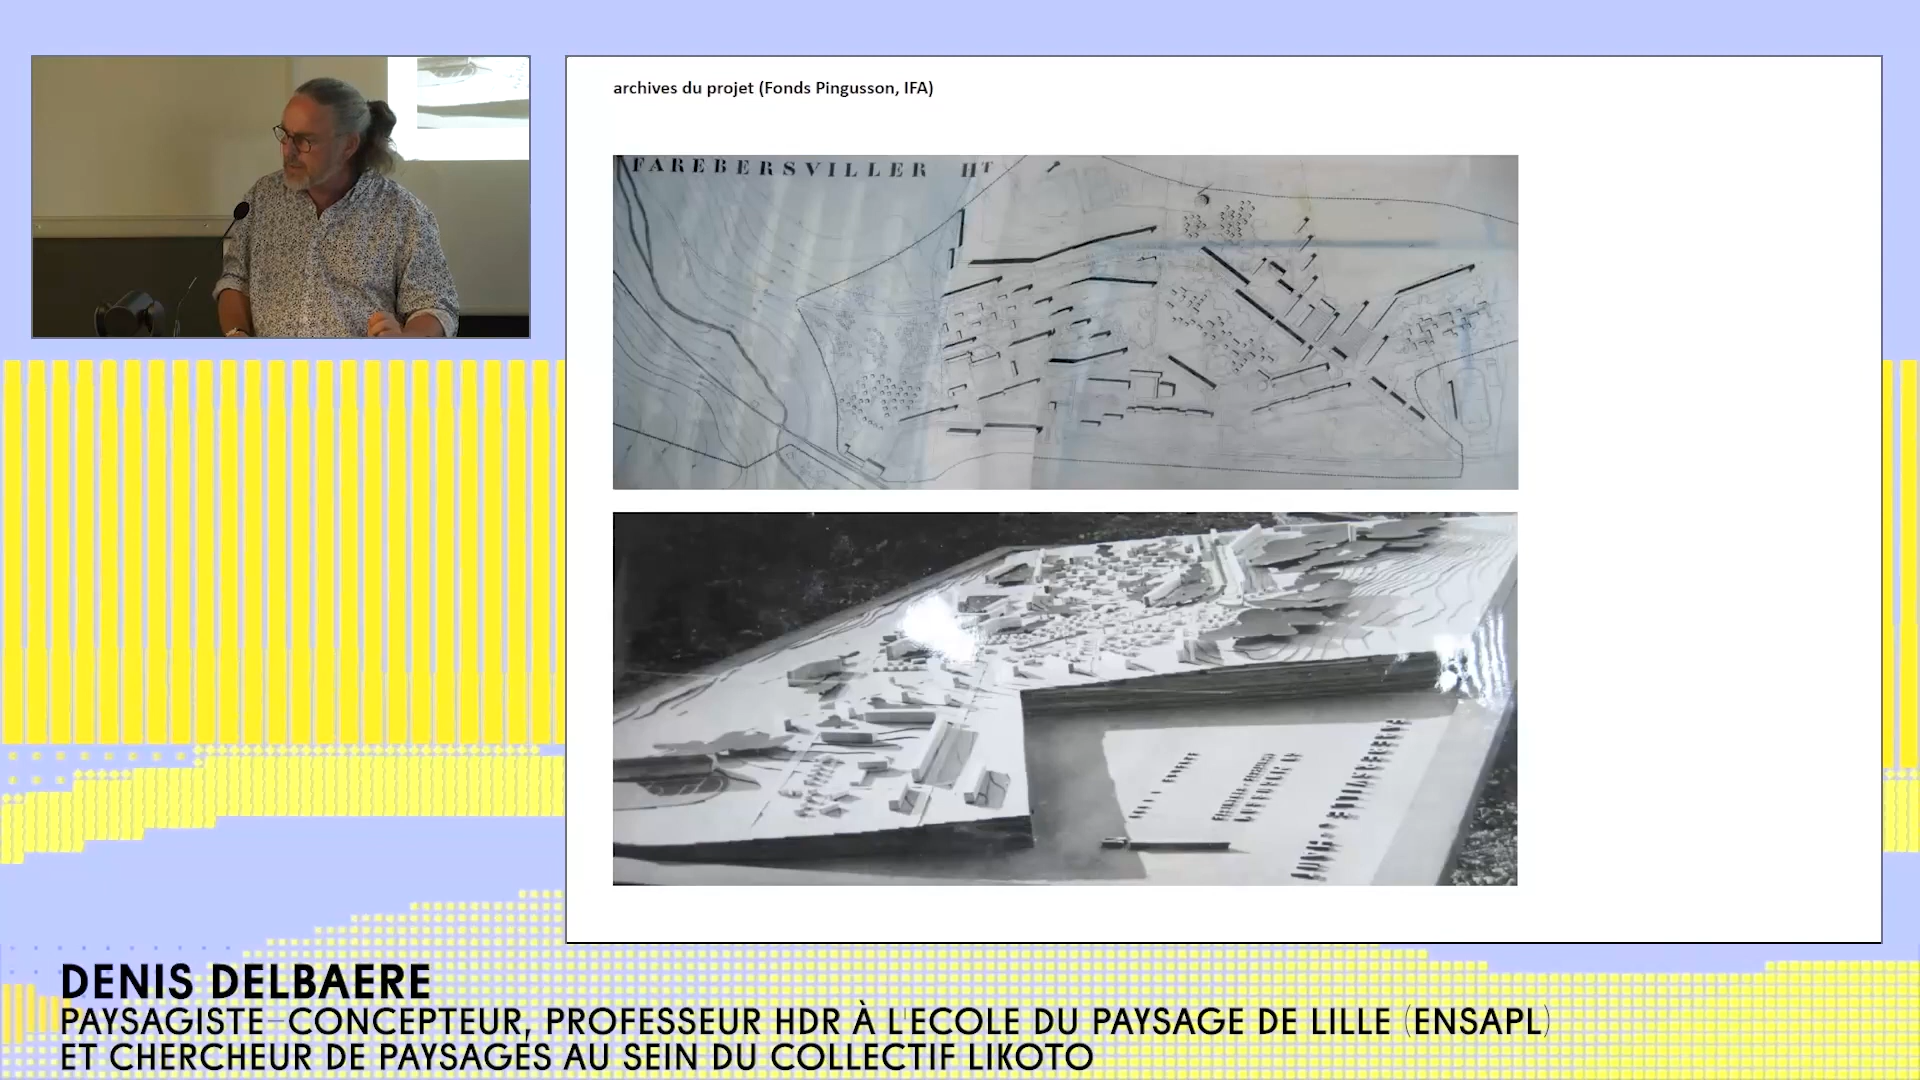 archives du projet (Fonds Pingusson, IFA)
FAREBERSVILLER HT
DENIS DELBAERE
PAYSAGISTE-CONCEPTEUR, PROFESSEUR HDR À L'ECOLE DU PAYSAGE DE LILLE (ENSAPL)
ET CHERCHEUR DE PAYSAGES AU SEIN DU COLLECTIF LIKOTO